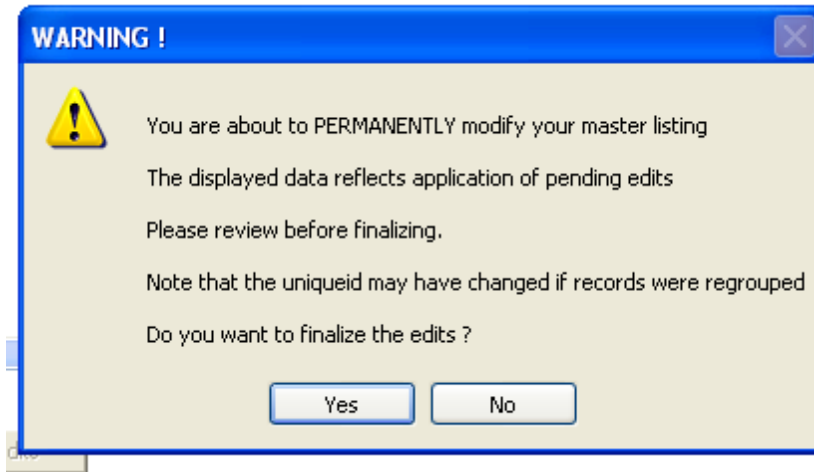 WARNING !
You are about to PERMANENTLY modify your master listing
The displayed data reflects application of pending edits
Please review before finalizing.
Note that the uniqueid may have changed if records were regrouped
Do you want to finalize the edits ?
Yes No